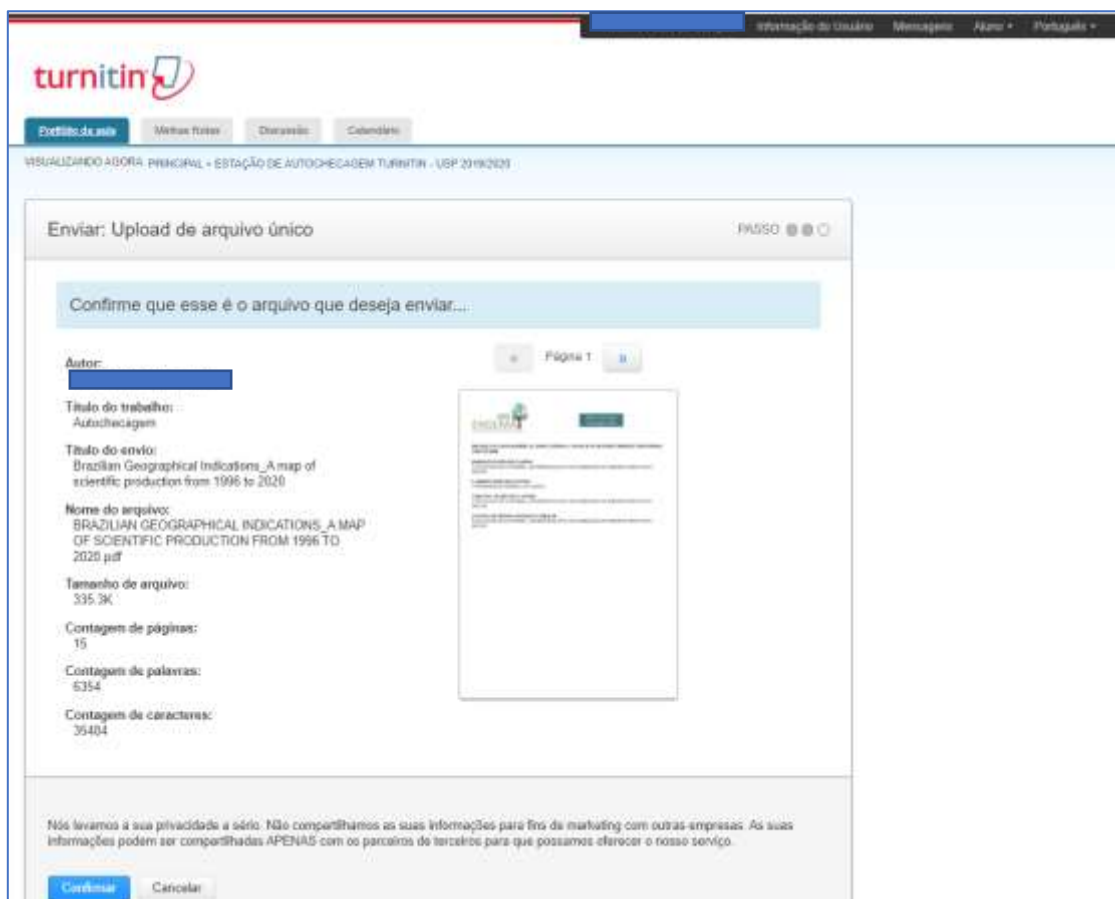 Informação do Usuário Mensagens Aluno Português
turnitin
Portfólio da aula Minhas Notas Discussão Calendário
VISUALIZANDO AGORA: PRINCIPAL > ESTAÇÃO DE AUTOCHECAGEM TURNITIN - USP 2019/2020
Enviar: Upload de arquivo único PASSO
Confirme que esse é o arquivo que deseja enviar...
Autor:
Página 1
Título do trabalho:
Autochecagem
Título do envio:
Brazilian Geographical Indications_A map of
scientific production from 1996 to 2020
Nome do arquivo:
BRAZILIAN GEOGRAPHICAL INDICATIONS_A MAP
OF SCIENTIFIC PRODUCTION FROM 1996 TO
2020.pdf
Tamanho de arquivo:
335.3K
Contagem de páginas:
15
Contagem de palavras:
6354
Contagem de caracteres:
35404
Nós levamos a sua privacidade a sério. Não compartilhamos as suas informações para fins de marketing com outras empresas. As suas
informações podem ser compartilhadas APENAS com os parceiros de terceiros para que possamos oferecer o nosso serviço.
Confirmar Cancelar